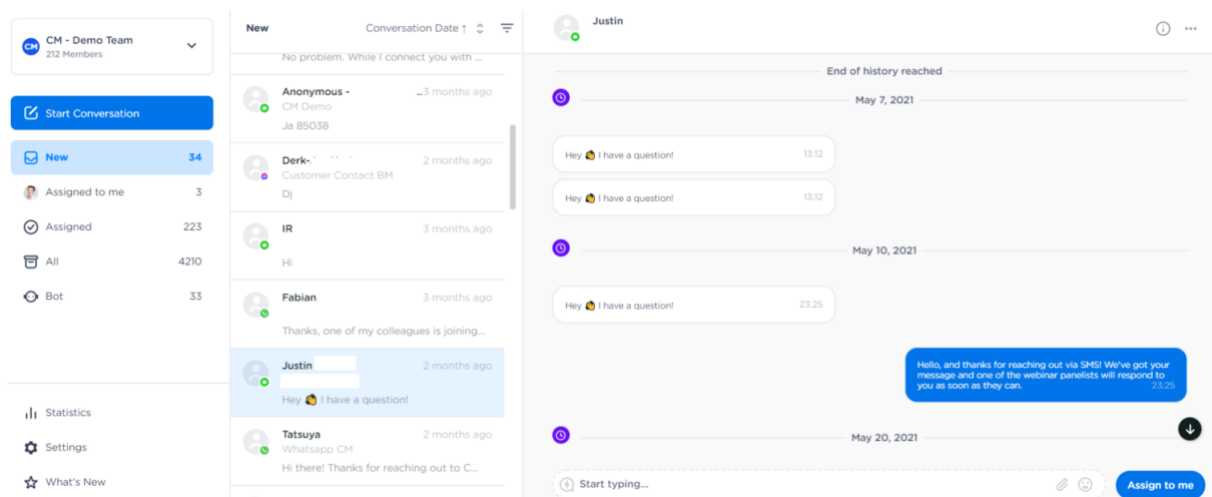 CM
CM - Demo Team
212 Members
Start Conversation
New 34
Assigned to me 3
Assigned 223
All 4210
Bot 33
Statistics
Settings
What's New
New Conversation Date ↑
No problem. While I connect you with ...
Anonymous - ...3 months ago
CM Demo
Ja 85038
Derk- 2 months ago
Customer Contact BM
Dj
IR 3 months ago
Hi
Fabian 3 months ago
Thanks, one of my colleagues is joining...
Justin 2 months ago
Hey 👋 I have a question!
Tatsuya 2 months ago
Whatsapp CM
Hi there! Thanks for reaching out to C...
Justin
End of history reached
May 7, 2021
Hey 👋 I have a question! 13:12
Hey 👋 I have a question! 13:12
May 10, 2021
Hey 👋 I have a question! 23:25
Hello, and thanks for reaching out via SMS! We've got your
message and one of the webinar panelists will respond to
you as soon as they can. 23:25
May 20, 2021
Start typing...
Assign to me